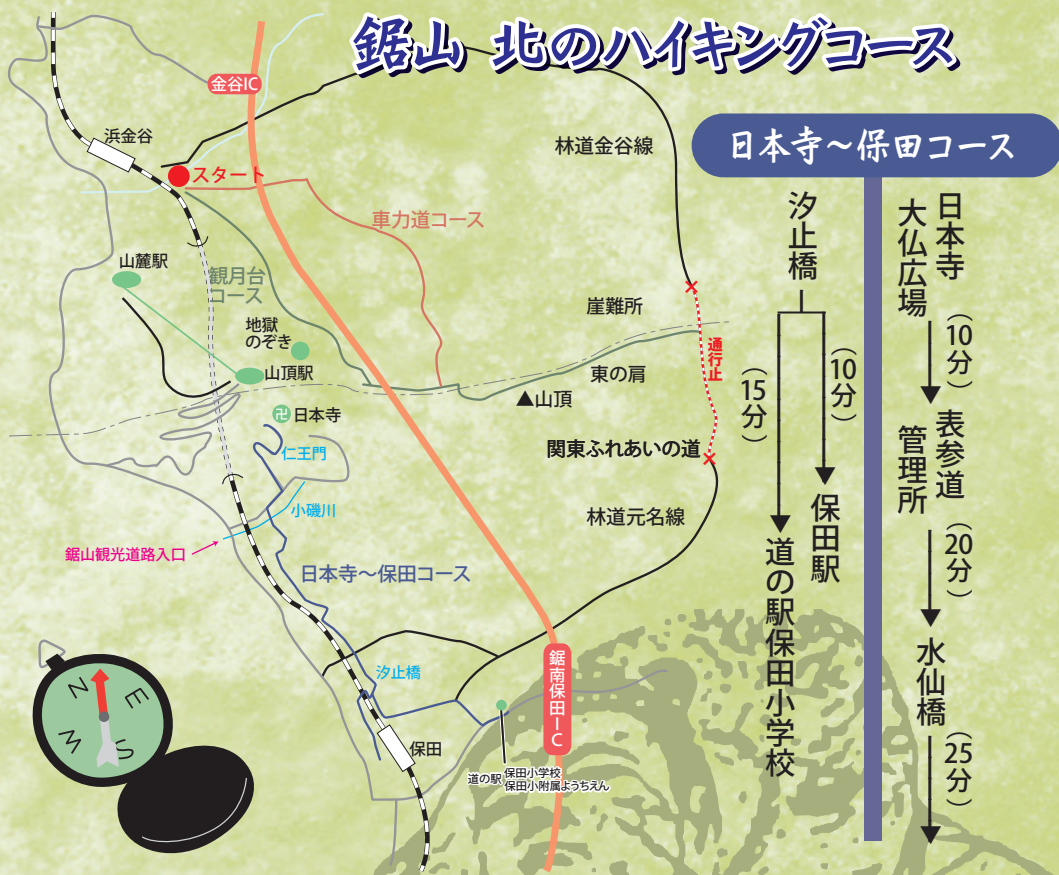 鋸山 北のハイキングコース
金谷IC
浜金谷
スタート
林道金谷線
車力道コース
山麓駅
観月台
コース
崖難所
地獄
のぞき
通行止
山頂駅
東の肩
▲山頂
卍 日本寺
関東ふれあいの道
仁王門
小磯川
林道元名線
鋸山観光道路入口
日本寺～保田コース
汐止橋
鋸南保田IC
保田
道の駅
保田小学校
保田小附属ようちえん
N
E
W
S
日本寺～保田コース
日本寺
大仏広場
（10分）
表参道
管理所
（20分）
水仙橋
（25分）
汐止橋
（10分）
保田駅
（15分）
道の駅保田小学校